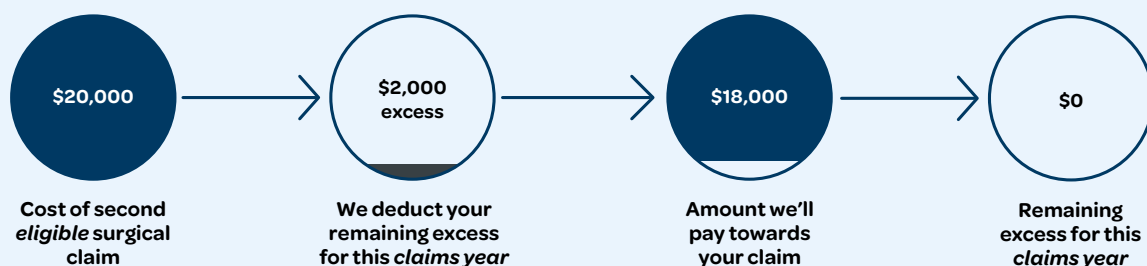 $20,000
$2,000
excess
$18,000
$0
Cost of second
eligible surgical
claim
We deduct your
remaining excess
for this claims year
Amount we'll
pay towards
your claim
Remaining
excess for this
claims year